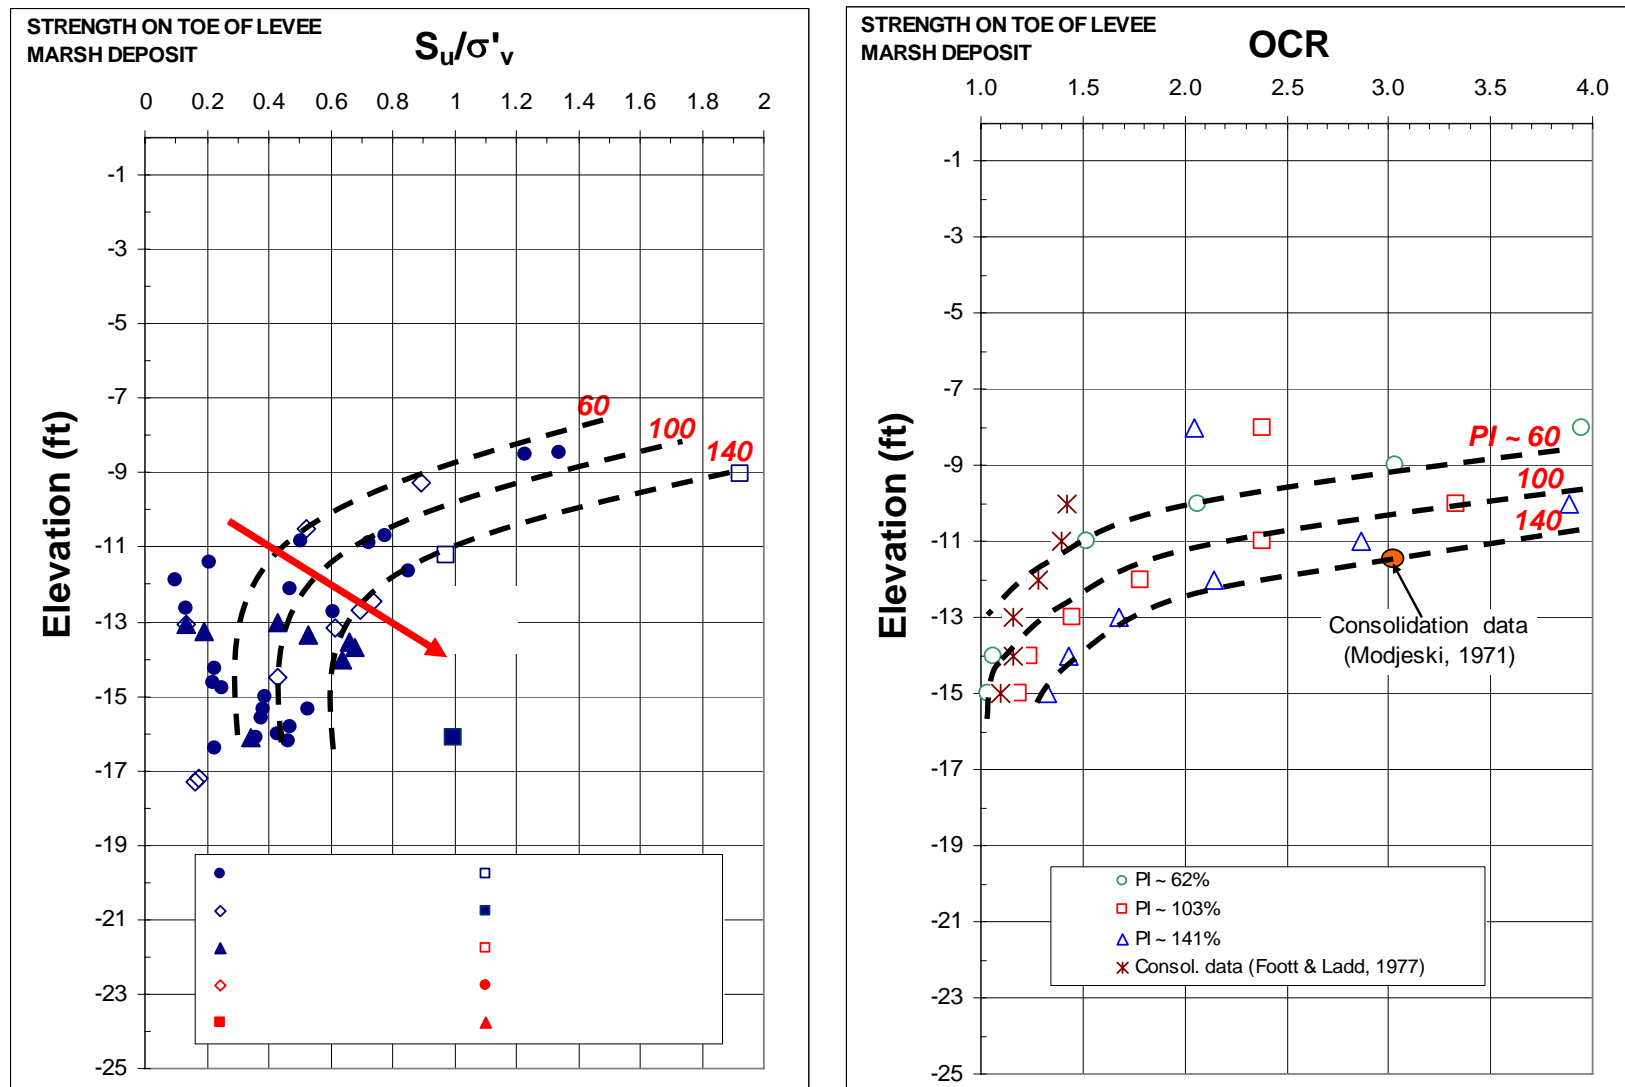 STRENGTH ON TOE OF LEVEE
MARSH DEPOSIT
Su/σ'v
0 0.2 0.4 0.6 0.8 1 1.2 1.4 1.6 1.8 2
-1
-3
-5
-7
-9
-11
-13
-15
-17
-19
-21
-23
-25
Elevation (ft)
60
100
140
STRENGTH ON TOE OF LEVEE
MARSH DEPOSIT
OCR
1.0 1.5 2.0 2.5 3.0 3.5 4.0
-1
-3
-5
-7
-9
-11
-13
-15
-17
-19
-21
-23
-25
Elevation (ft)
PI ~ 60
100
140
Consolidation data
(Modjeski, 1971)
PI ~ 62%
PI ~ 103%
PI ~ 141%
Consol. data (Foott & Ladd, 1977)